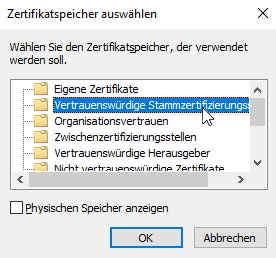 Zertifikatspeicher auswählen
Wählen Sie den Zertifikatspeicher, der verwendet
werden soll.
Eigene Zertifikate
Vertrauenswürdige Stammzertifizierungss
Organisationsvertrauen
Zwischenzertifizierungsstellen
Vertrauenswürdige Herausgeber
Nicht vertrauenswürdige Zertifikate
Physischen Speicher anzeigen
OK
Abbrechen